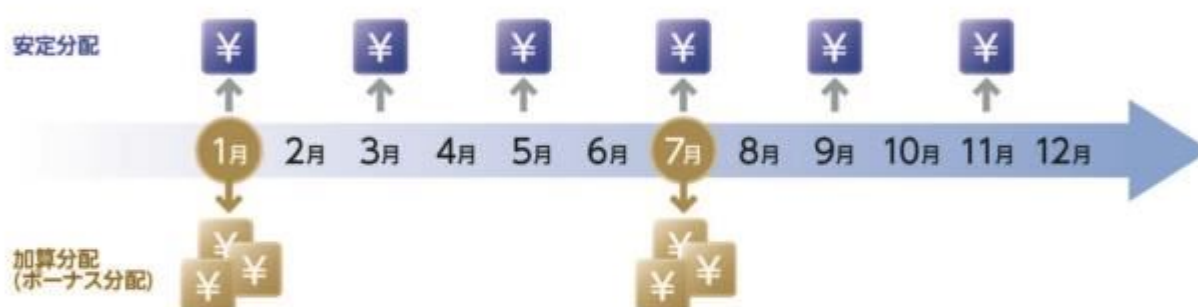 安定分配
¥ ¥ ¥ ¥ ¥ ¥
1月 2月 3月 4月 5月 6月 7月 8月 9月 10月 11月 12月
加算分配
(ボーナス分配)
¥ ¥ ¥ ¥ ¥ ¥